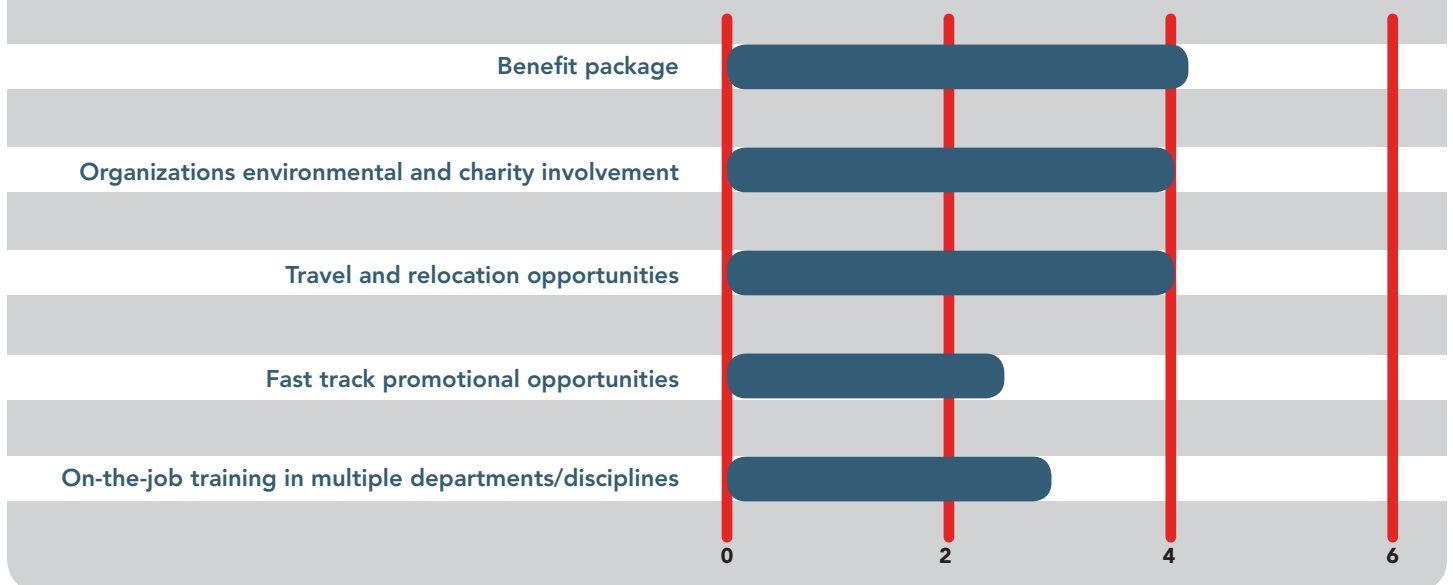 Benefit package
Organizations environmental and charity involvement
Travel and relocation opportunities
Fast track promotional opportunities
On-the-job training in multiple departments/disciplines
0 2 4 6